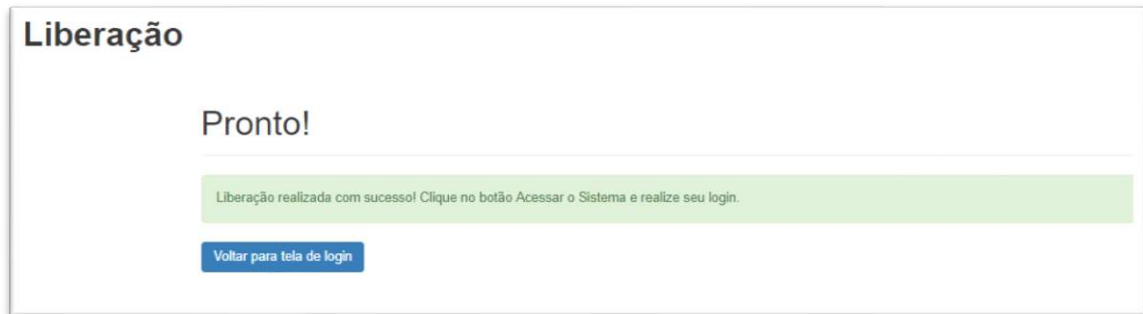 Liberação
Pronto!
Liberação realizada com sucesso! Clique no botão Acessar o Sistema e realize seu login.
Voltar para tela de login